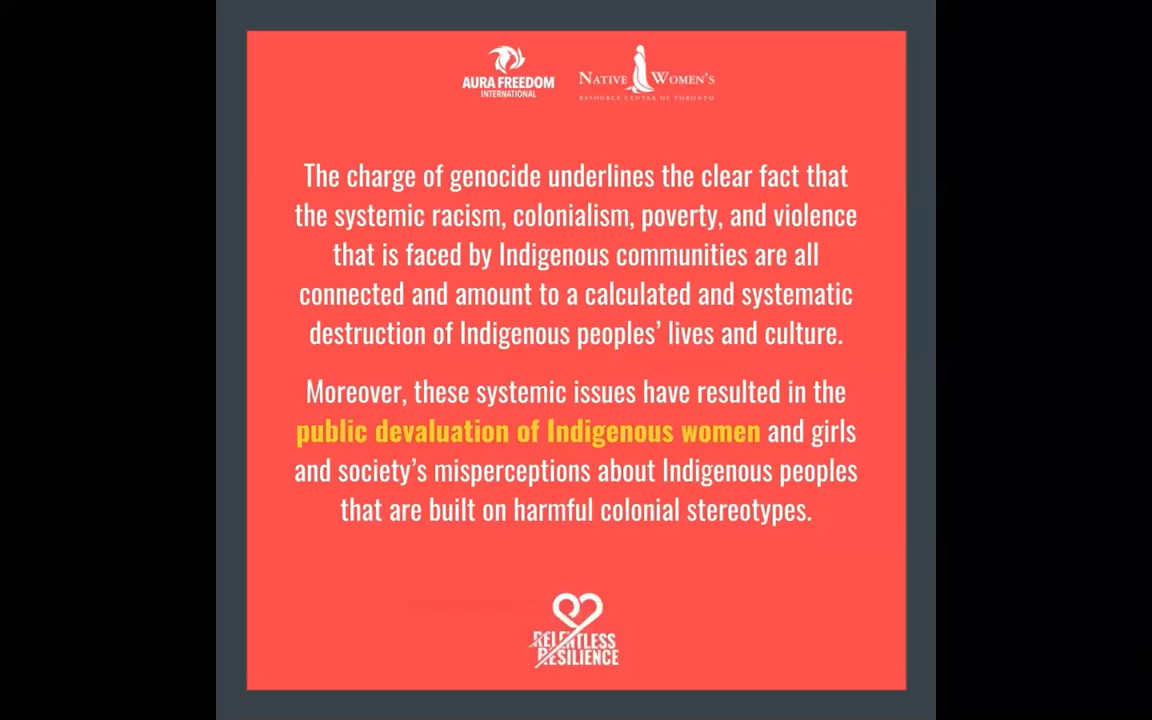 AURA FREEDOM
INTERNATIONAL
NATIVE WOMEN'S
RESOURCE CENTER OF TORONTO
The charge of genocide underlines the clear fact that
the systemic racism, colonialism, poverty, and violence
that is faced by Indigenous communities are all
connected and amount to a calculated and systematic
destruction of Indigenous peoples’ lives and culture.
Moreover, these systemic issues have resulted in the
public devaluation of Indigenous women and girls
and society’s misperceptions about Indigenous peoples
that are built on harmful colonial stereotypes.
RELENTLESS
RESILIENCE